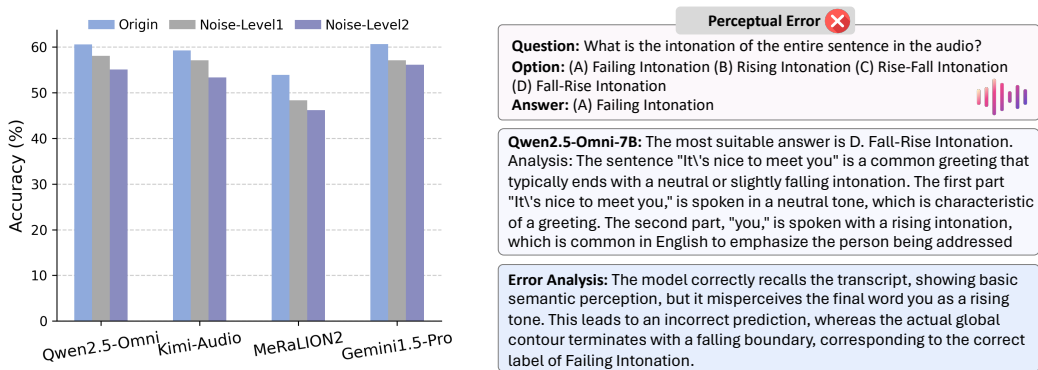 Origin Noise-Level1 Noise-Level2
Accuracy (%)
60
50
40
30
20
10
0
Qwen2.5-Omni Kimi-Audio MeRaLION2 Gemini1.5-Pro
Perceptual Error
Question: What is the intonation of the entire sentence in the audio?
Option: (A) Failing Intonation (B) Rising Intonation (C) Rise-Fall Intonation
(D) Fall-Rise Intonation
Answer: (A) Failing Intonation
Qwen2.5-Omni-7B: The most suitable answer is D. Fall-Rise Intonation.
Analysis: The sentence "It\'s nice to meet you" is a common greeting that
typically ends with a neutral or slightly falling intonation. The first part
"It\'s nice to meet you," is spoken in a neutral tone, which is characteristic
of a greeting. The second part, "you," is spoken with a rising intonation,
which is common in English to emphasize the person being addressed
Error Analysis: The model correctly recalls the transcript, showing basic
semantic perception, but it misperceives the final word you as a rising
tone. This leads to an incorrect prediction, whereas the actual global
contour terminates with a falling boundary, corresponding to the correct
label of Failing Intonation.